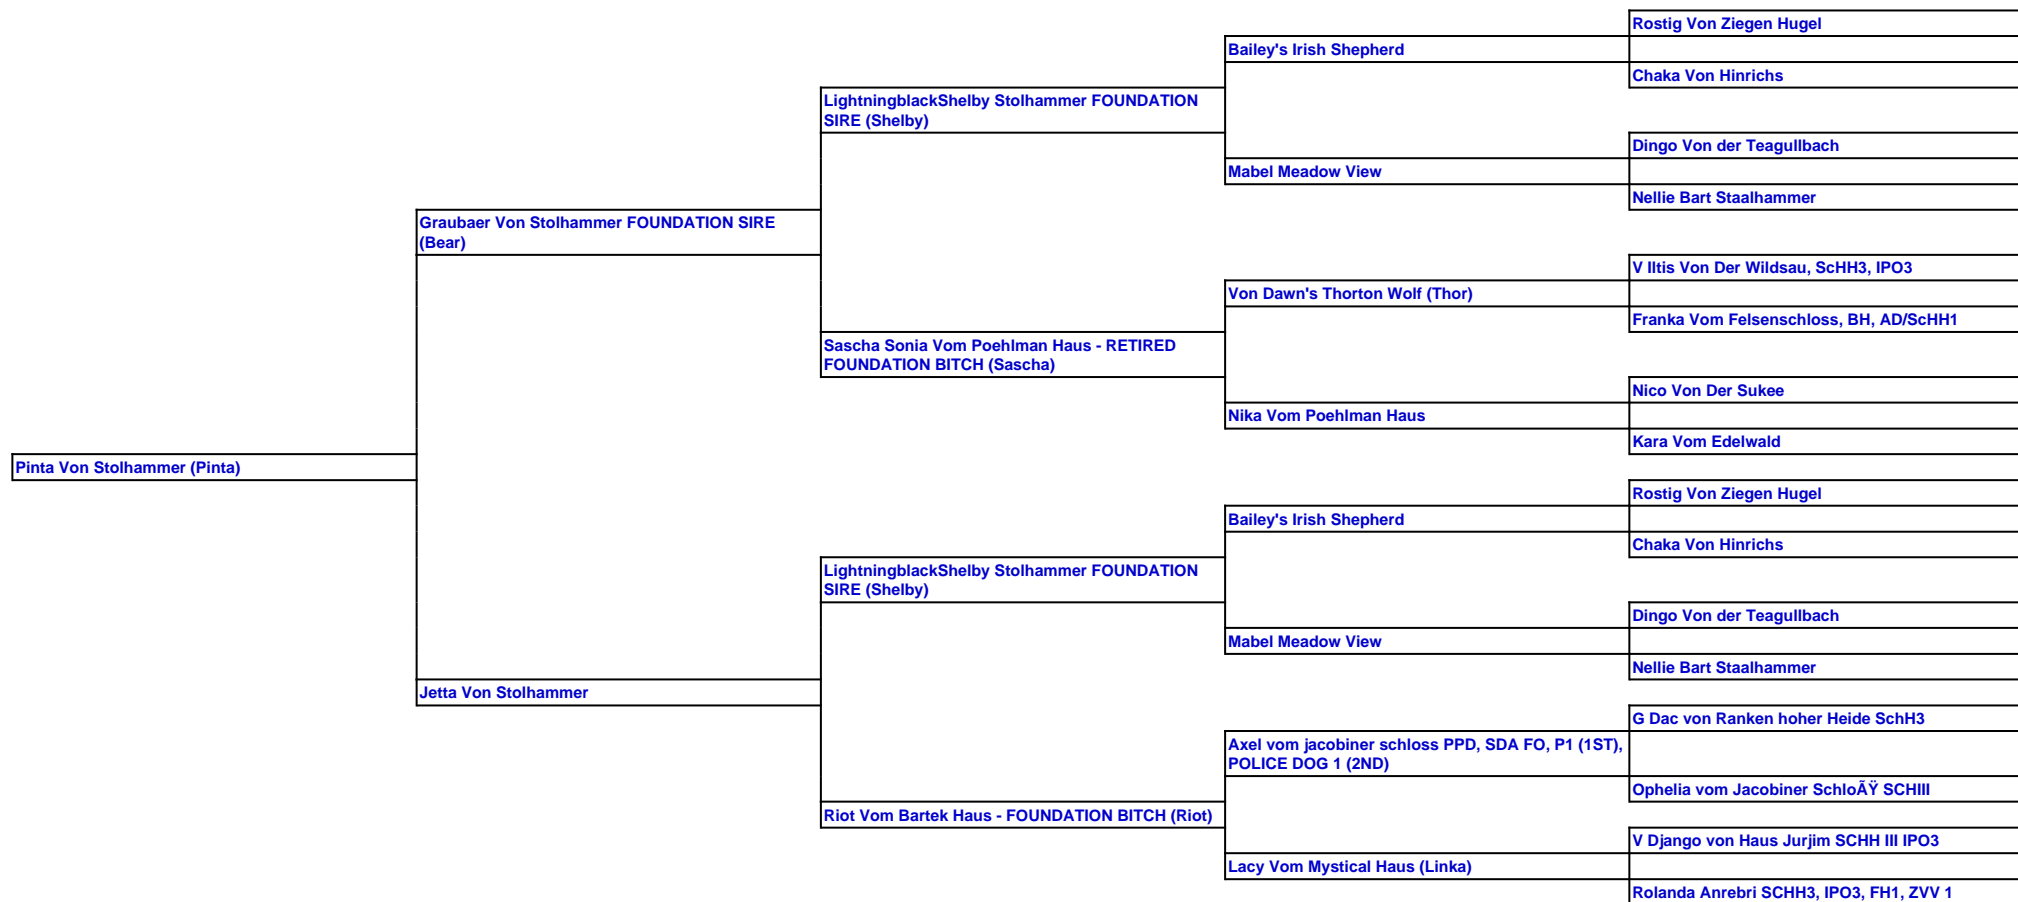 Rostig Von Ziegen Hugel
Bailey's Irish Shepherd
Chaka Von Hinrichs
LightningblackShelby Stolhammer FOUNDATION
SIRE (Shelby)
Dingo Von der Teagullbach
Mabel Meadow View
Nellie Bart Staalhammer
Graubaer Von Stolhammer FOUNDATION SIRE
(Bear)
V Iltis Von Der Wildsau, ScHH3, IPO3
Von Dawn's Thorton Wolf (Thor)
Franka Vom Felsenschloss, BH, AD/ScHH1
Sascha Sonia Vom Poehlman Haus - RETIRED
FOUNDATION BITCH (Sascha)
Nico Von Der Sukee
Nika Vom Poehlman Haus
Kara Vom Edelwald
Pinta Von Stolhammer (Pinta)
Rostig Von Ziegen Hugel
Bailey's Irish Shepherd
Chaka Von Hinrichs
LightningblackShelby Stolhammer FOUNDATION
SIRE (Shelby)
Dingo Von der Teagullbach
Mabel Meadow View
Nellie Bart Staalhammer
Jetta Von Stolhammer
G Dac von Ranken hoher Heide SchH3
Axel vom jacobiner schloss PPD, SDA FO, P1 (1ST),
POLICE DOG 1 (2ND)
Ophelia vom Jacobiner SchloÃŸ SCHIII
Riot Vom Bartek Haus - FOUNDATION BITCH (Riot)
V Django von Haus Jurjim SCHH III IPO3
Lacy Vom Mystical Haus (Linka)
Rolanda Anrebri SCHH3, IPO3, FH1, ZVV 1